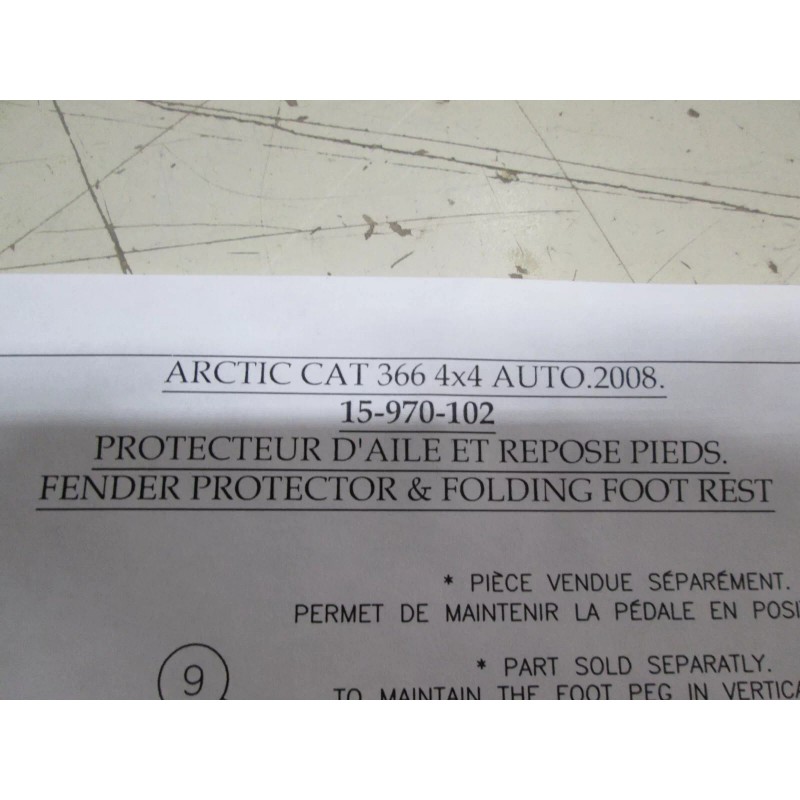 ARCTIC CAT 366 4x4 AUTO.2008.
15-970-102
PROTECTEUR D'AILE ET REPOSE PIEDS.
FENDER PROTECTOR & FOLDING FOOT REST
* PIÈCE VENDUE SÉPARÉMENT.
PERMET DE MAINTENIR LA PÉDALE EN POSI
* PART SOLD SEPARATLY.
9
TO MAINTAIN THE FOOT PEG IN VERTICA